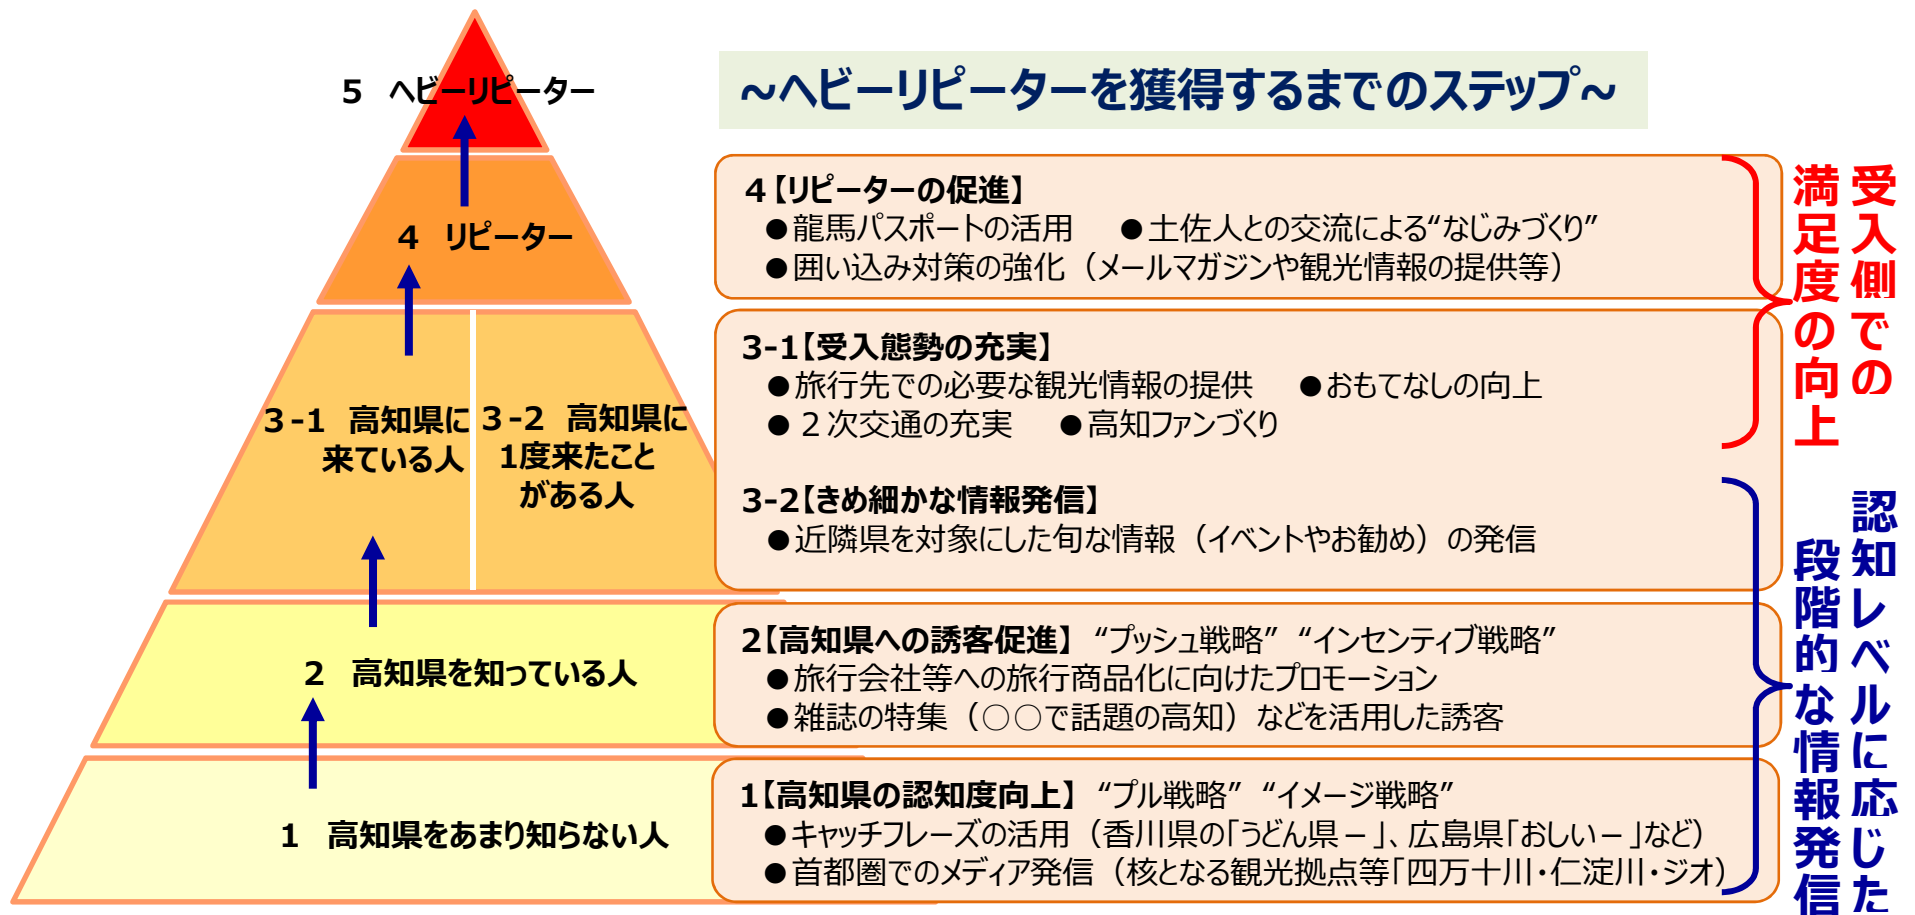 ~ヘビーリピーターを獲得するまでのステップ~
5 ヘビーリピーター
4 リピーター
3-1 高知県に
来ている人
3-2 高知県に
1度来たこと
がある人
2 高知県を知っている人
1 高知県をあまり知らない人
4【リピーターの促進】
●龍馬パスポートの活用 ●土佐人との交流による“なじみづくり”
●囲い込み対策の強化（メールマガジンや観光情報の提供等）
3-1【受入態勢の充実】
●旅行先での必要な観光情報の提供 ●おもてなしの向上
●２次交通の充実 ●高知ファンづくり
3-2【きめ細かな情報発信】
●近隣県を対象にした旬な情報（イベントやお勧め）の発信
2【高知県への誘客促進】“プッシュ戦略”“インセンティブ戦略”
●旅行会社等への旅行商品化に向けたプロモーション
●雑誌の特集（○○で話題の高知）などを活用した誘客
1【高知県の認知度向上】“プル戦略”“イメージ戦略”
●キャッチフレーズの活用（香川県の「うどん県－」、広島県「おしい－」など）
●首都圏でのメディア発信（核となる観光拠点等「四万十川・仁淀川・ジオ）
受入側での
満足度の向上
認知レベルに応じた
段階的な情報発信